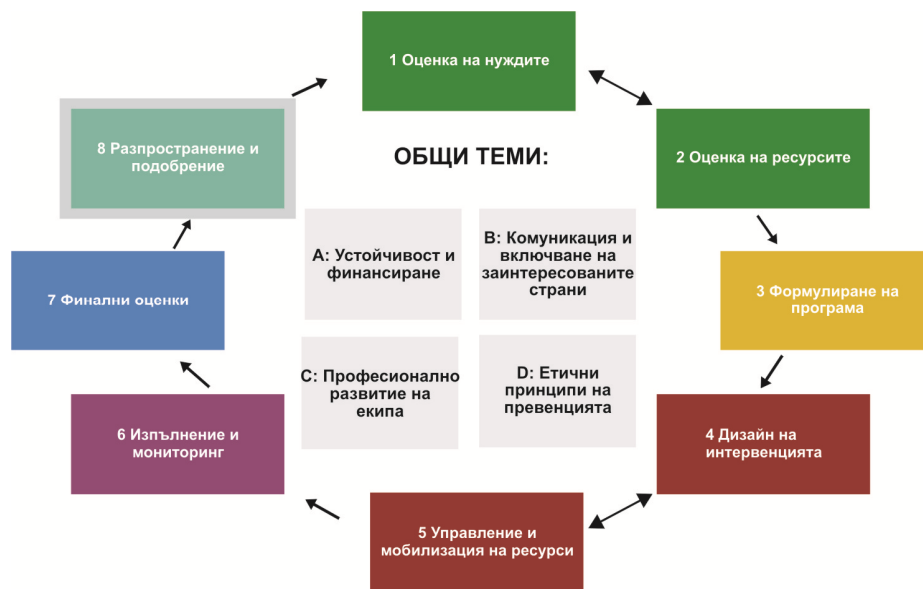 1 Оценка на нуждите
2 Оценка на ресурсите
3 Формулиране на
програма
4 Дизайн на
интервенцията
5 Управление и
мобилизация на ресурси
6 Изпълнение и
мониторинг
7 Финални оценки
8 Разпространение и
подобрение
ОБЩИ ТЕМИ:
A: Устойчивост и
финансиране
B: Комуникация и
включване на
заинтересованите
страни
C: Професионално
развитие на
екипа
D: Етични
принципи на
превенцията